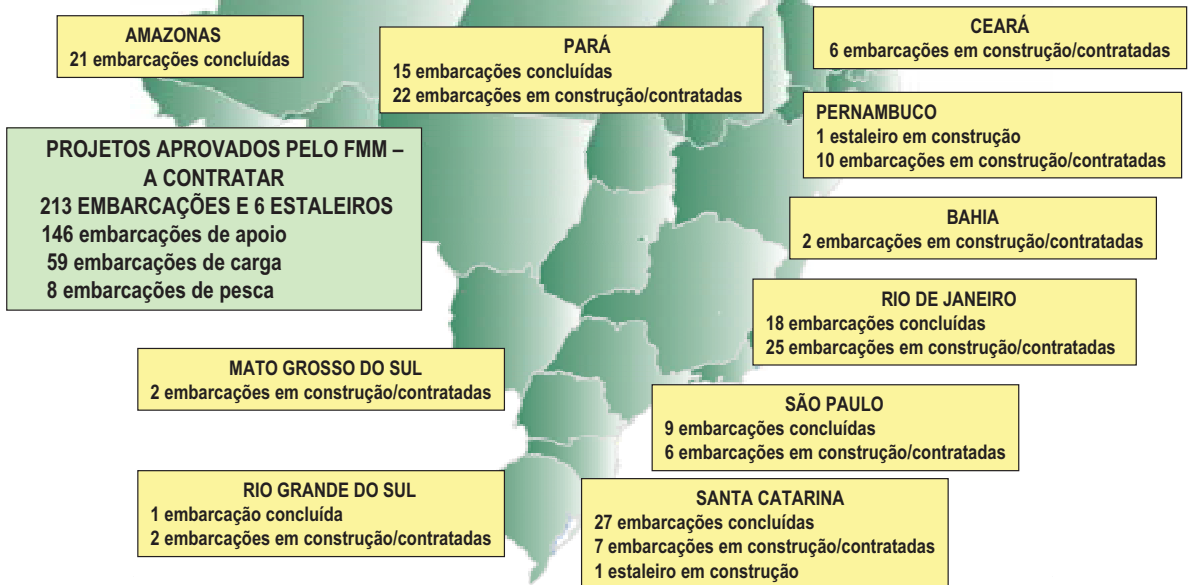 AMAZONAS
21 embarcações concluídas
PARÁ
15 embarcações concluídas
22 embarcações em construção/contratadas
CEARÁ
6 embarcações em construção/contratadas
PERNAMBUCO
1 estaleiro em construção
10 embarcações em construção/contratadas
PROJETOS APROVADOS PELO FMM –
A CONTRATAR
213 EMBARCAÇÕES E 6 ESTALEIROS
146 embarcações de apoio
59 embarcações de carga
8 embarcações de pesca
BAHIA
2 embarcações em construção/contratadas
RIO DE JANEIRO
18 embarcações concluídas
25 embarcações em construção/contratadas
MATO GROSSO DO SUL
2 embarcações em construção/contratadas
SÃO PAULO
9 embarcações concluídas
6 embarcações em construção/contratadas
RIO GRANDE DO SUL
1 embarcação concluída
2 embarcações em construção/contratadas
SANTA CATARINA
27 embarcações concluídas
7 embarcações em construção/contratadas
1 estaleiro em construção